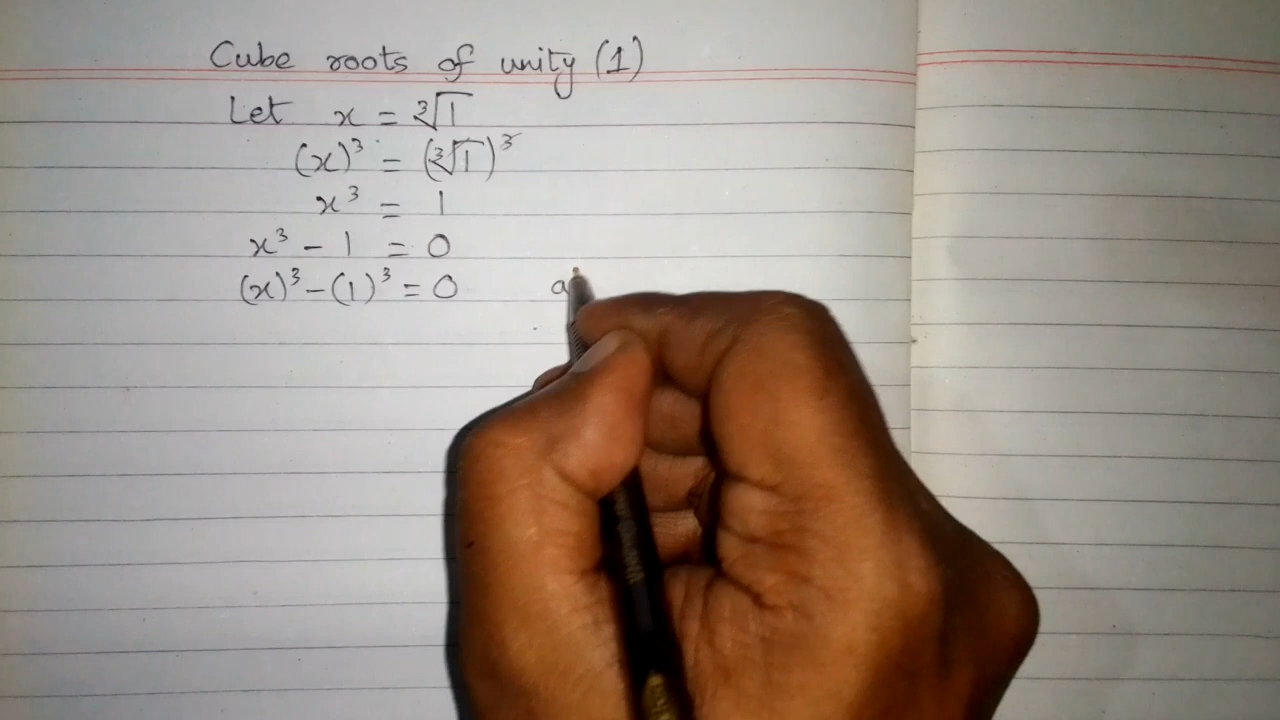 Cube roots of unity (1)
Let x = ∛1
(x)³ = (∛1)³
x³ = 1
x³ - 1 = 0
(x)³ - (1)³ = 0 a